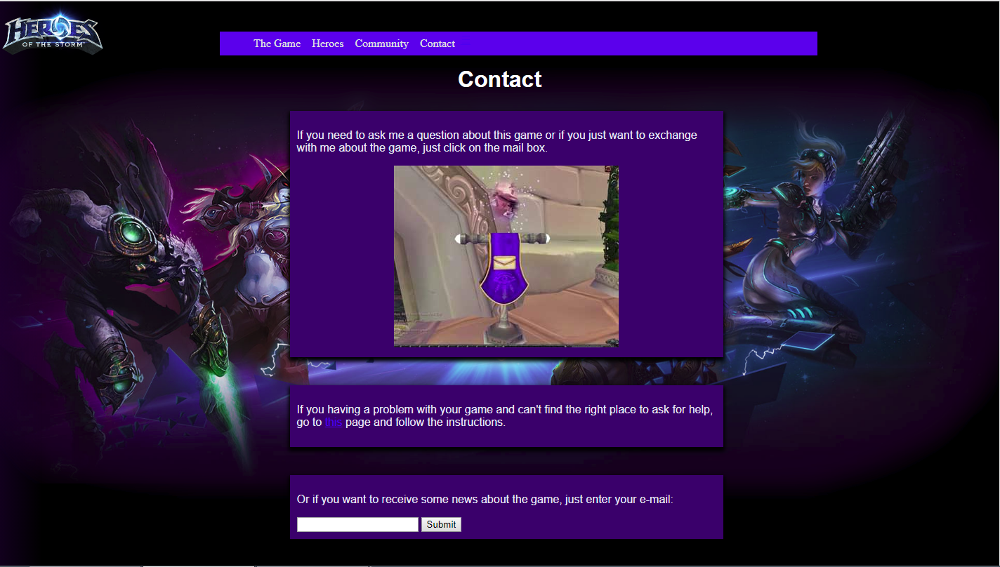 HEROES
OF THE STORM™
The Game Heroes Community Contact
Contact
If you need to ask me a question about this game or if you just want to exchange
with me about the game, just click on the mail box.
If you having a problem with your game and can't find the right place to ask for help,
go to this page and follow the instructions.
Or if you want to receive some news about the game, just enter your e-mail:
Submit